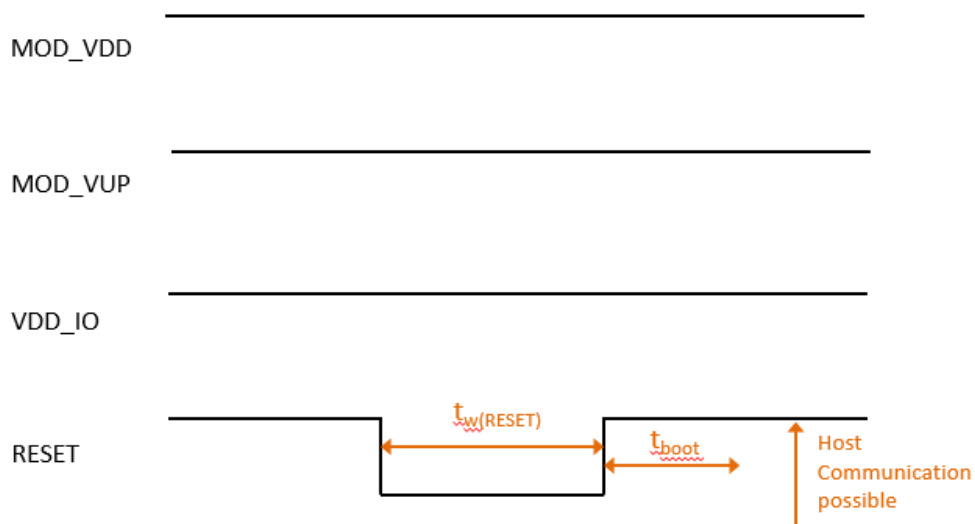 MOD_VDD
MOD_VUP
VDD_IO
RESET
tw(RESET)
tboot
Host
Communication
possible